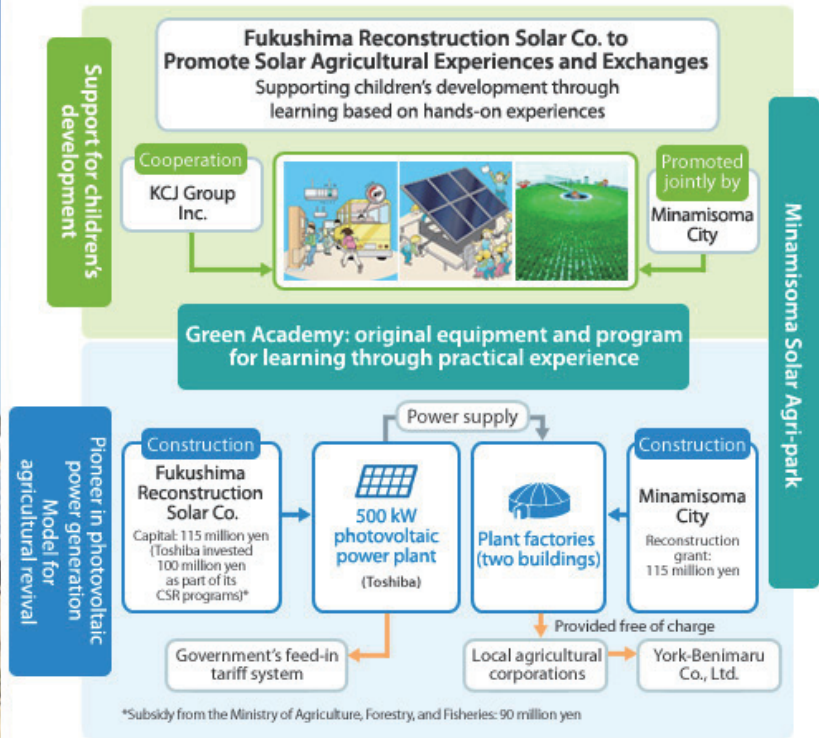 Fukushima Reconstruction Solar Co. to
Promote Solar Agricultural Experiences and Exchanges
Supporting children's development through
learning based on hands-on experiences
Support for children's
development
Cooperation
KCJ Group
Inc.
Promoted
jointly by
Minamisoma
City
Minamisoma Solar Agri-park
Green Academy: original equipment and program
for learning through practical experience
Pioneer in photovoltaic
power generation
Model for
agricultural revival
Power supply
Construction
Fukushima
Reconstruction
Solar Co.
Capital: 115 million yen
(Toshiba invested
100 million yen
as part of its
CSR programs)*
500 kW
photovoltaic
power plant
(Toshiba)
Plant factories
(two buildings)
Construction
Minamisoma
City
Reconstruction
grant:
115 million yen
Provided free of charge
Government's feed-in
tariff system
Local agricultural
corporations
York-Benimaru
Co., Ltd.
*Subsidy from the Ministry of Agriculture, Forestry, and Fisheries: 90 million yen